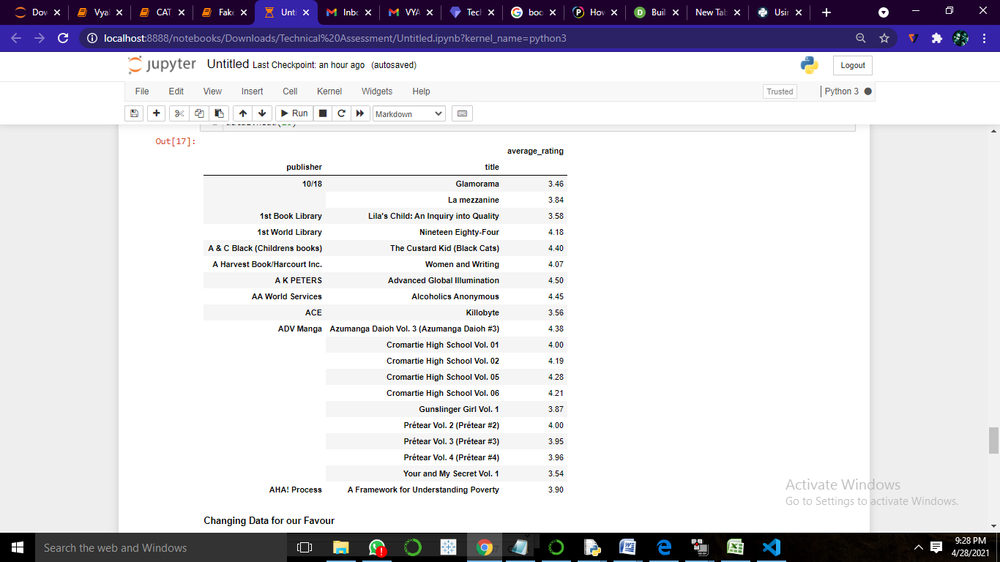 Dow
Vyal
CAT
Fake
Unti
Inbo
VYA
Tech
boo
How
Buil
New Tab
Usin
localhost:8888/notebooks/Downloads/Technical%20Assessment/Untitled.ipynb?kernel_name=python3
jupyter Untitled Last Checkpoint: an hour ago (autosaved)
Logout
File Edit View Insert Cell Kernel Widgets Help
Trusted
Python 3
Run
Markdown
Out[17]:
average_rating
publisher title
10/18 Glamorama 3.46
La mezzanine 3.84
1st Book Library Lila's Child: An Inquiry into Quality 3.58
1st World Library Nineteen Eighty-Four 4.18
A & C Black (Childrens books) The Custard Kid (Black Cats) 4.40
A Harvest Book/Harcourt Inc. Women and Writing 4.07
A K PETERS Advanced Global Illumination 4.50
AA World Services Alcoholics Anonymous 4.45
ACE Killobyte 3.56
ADV Manga Azumanga Daioh Vol. 3 (Azumanga Daioh #3) 4.38
Cromartie High School Vol. 01 4.00
Cromartie High School Vol. 02 4.19
Cromartie High School Vol. 05 4.28
Cromartie High School Vol. 06 4.21
Gunslinger Girl Vol. 1 3.87
Prétear Vol. 2 (Prétear #2) 4.00
Prétear Vol. 3 (Prétear #3) 3.95
Prétear Vol. 4 (Prétear #4) 3.96
Your and My Secret Vol. 1 3.54
AHA! Process A Framework for Understanding Poverty 3.90
Changing Data for our Favour
Activate Windows
Go to Settings to activate Windows.
Search the web and Windows
9:28 PM
4/28/2021